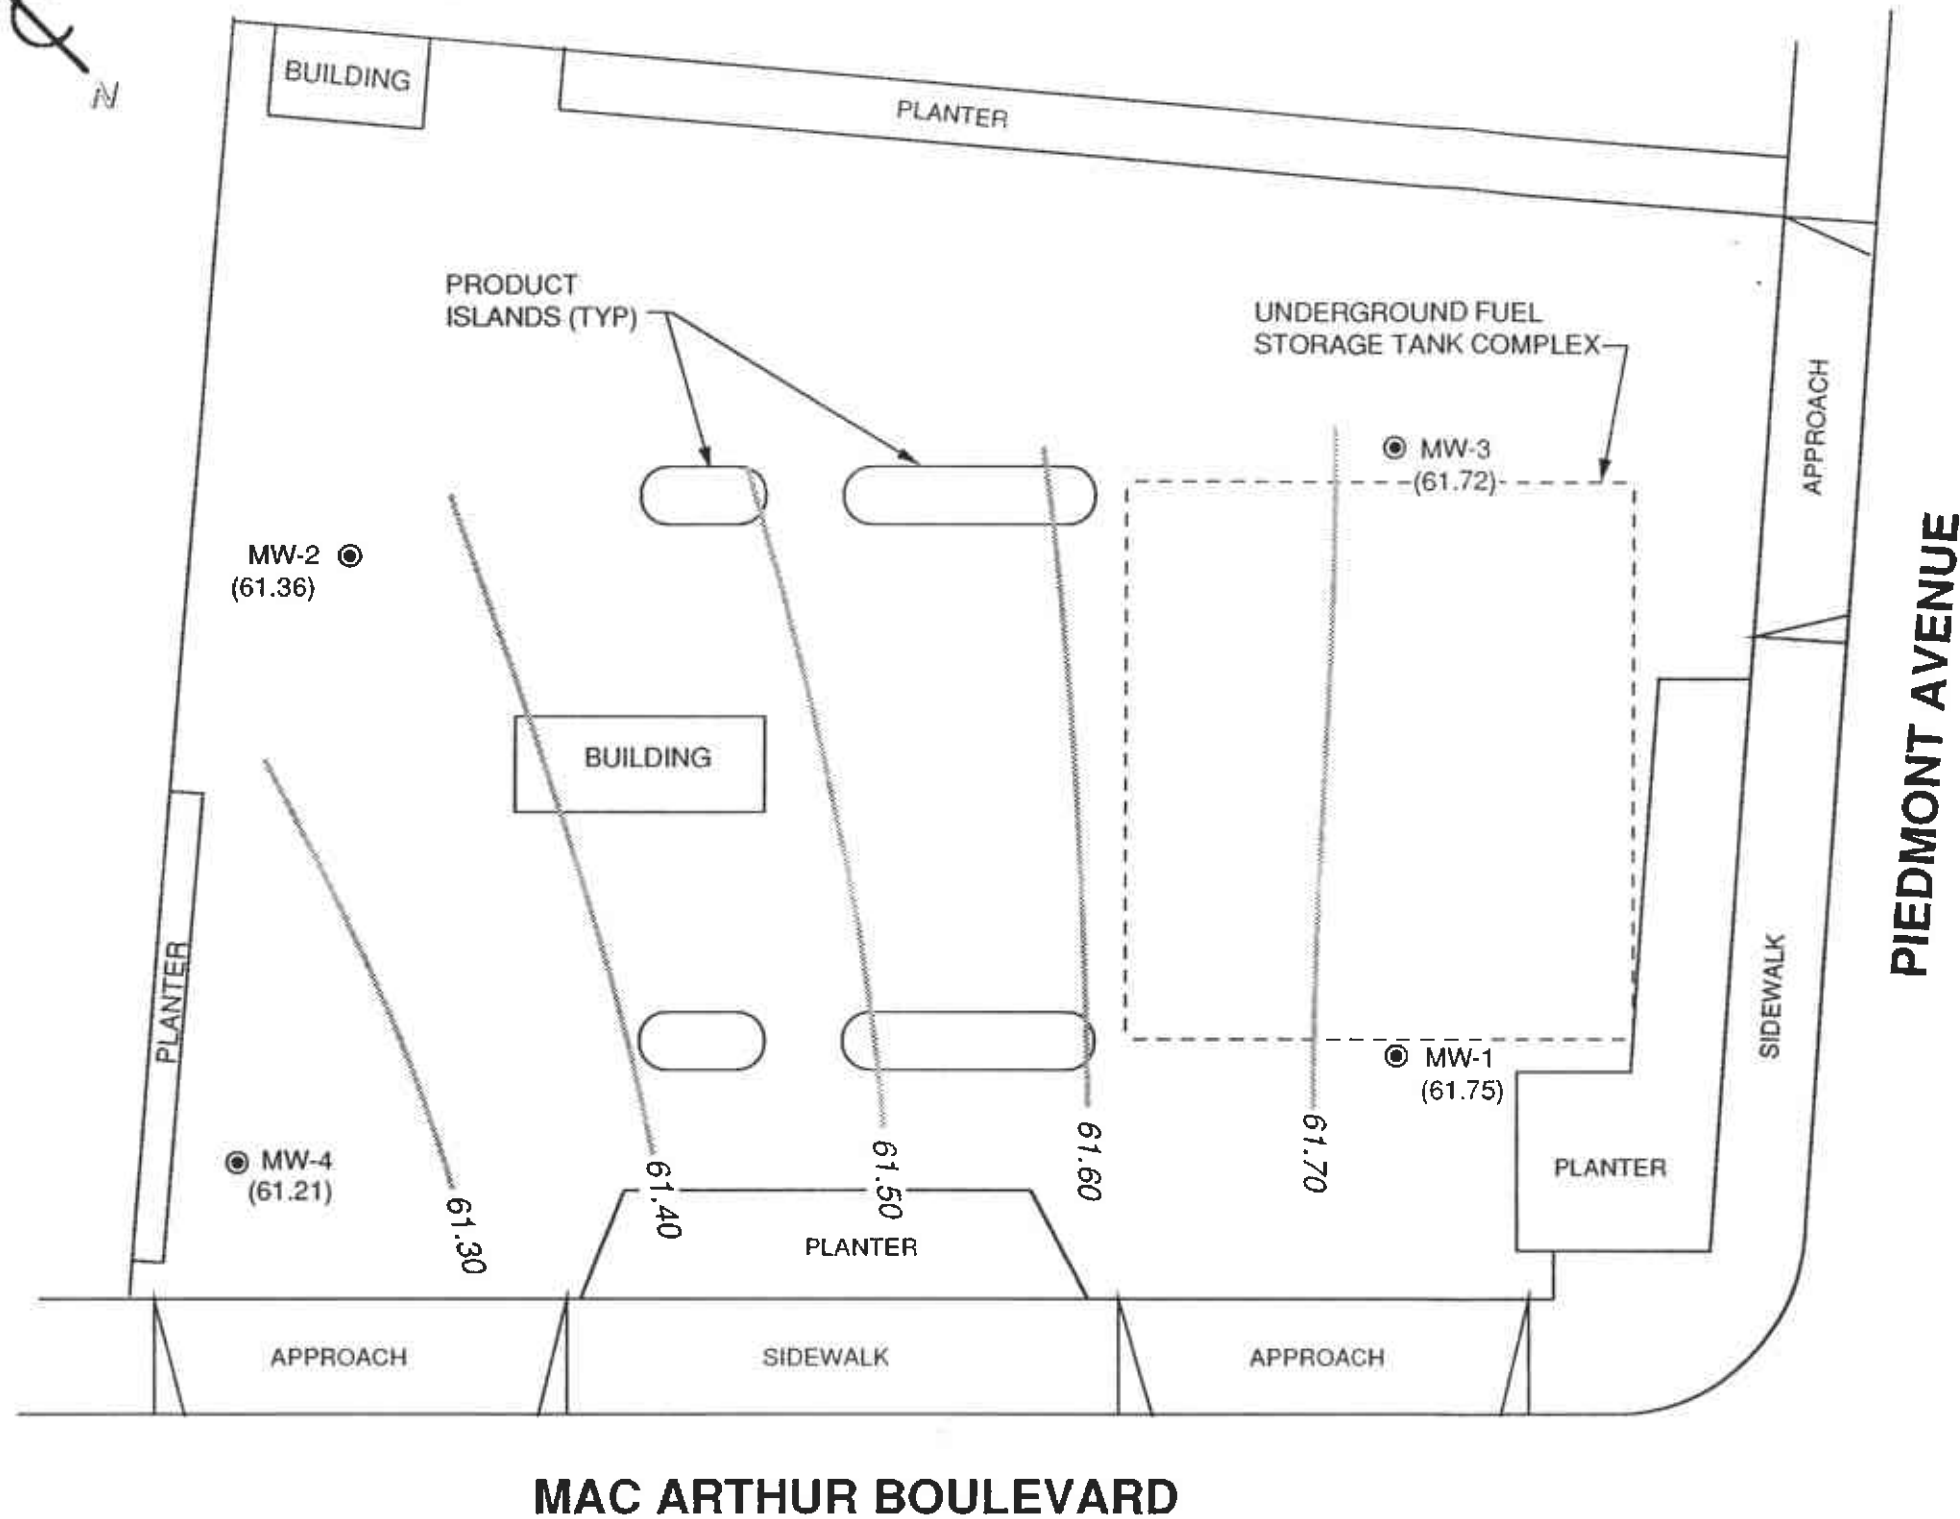 N
BUILDING
PLANTER
PRODUCT
ISLANDS (TYP)
UNDERGROUND FUEL
STORAGE TANK COMPLEX
APPROACH
MW-3
(61.72)
MW-2
(61.36)
PIEDMONT AVENUE
BUILDING
PLANTER
SIDEWALK
MW-1
(61.75)
MW-4
(61.21)
PLANTER
61.30
61.40
61.50
61.60
61.70
PLANTER
APPROACH
SIDEWALK
APPROACH
MAC ARTHUR BOULEVARD